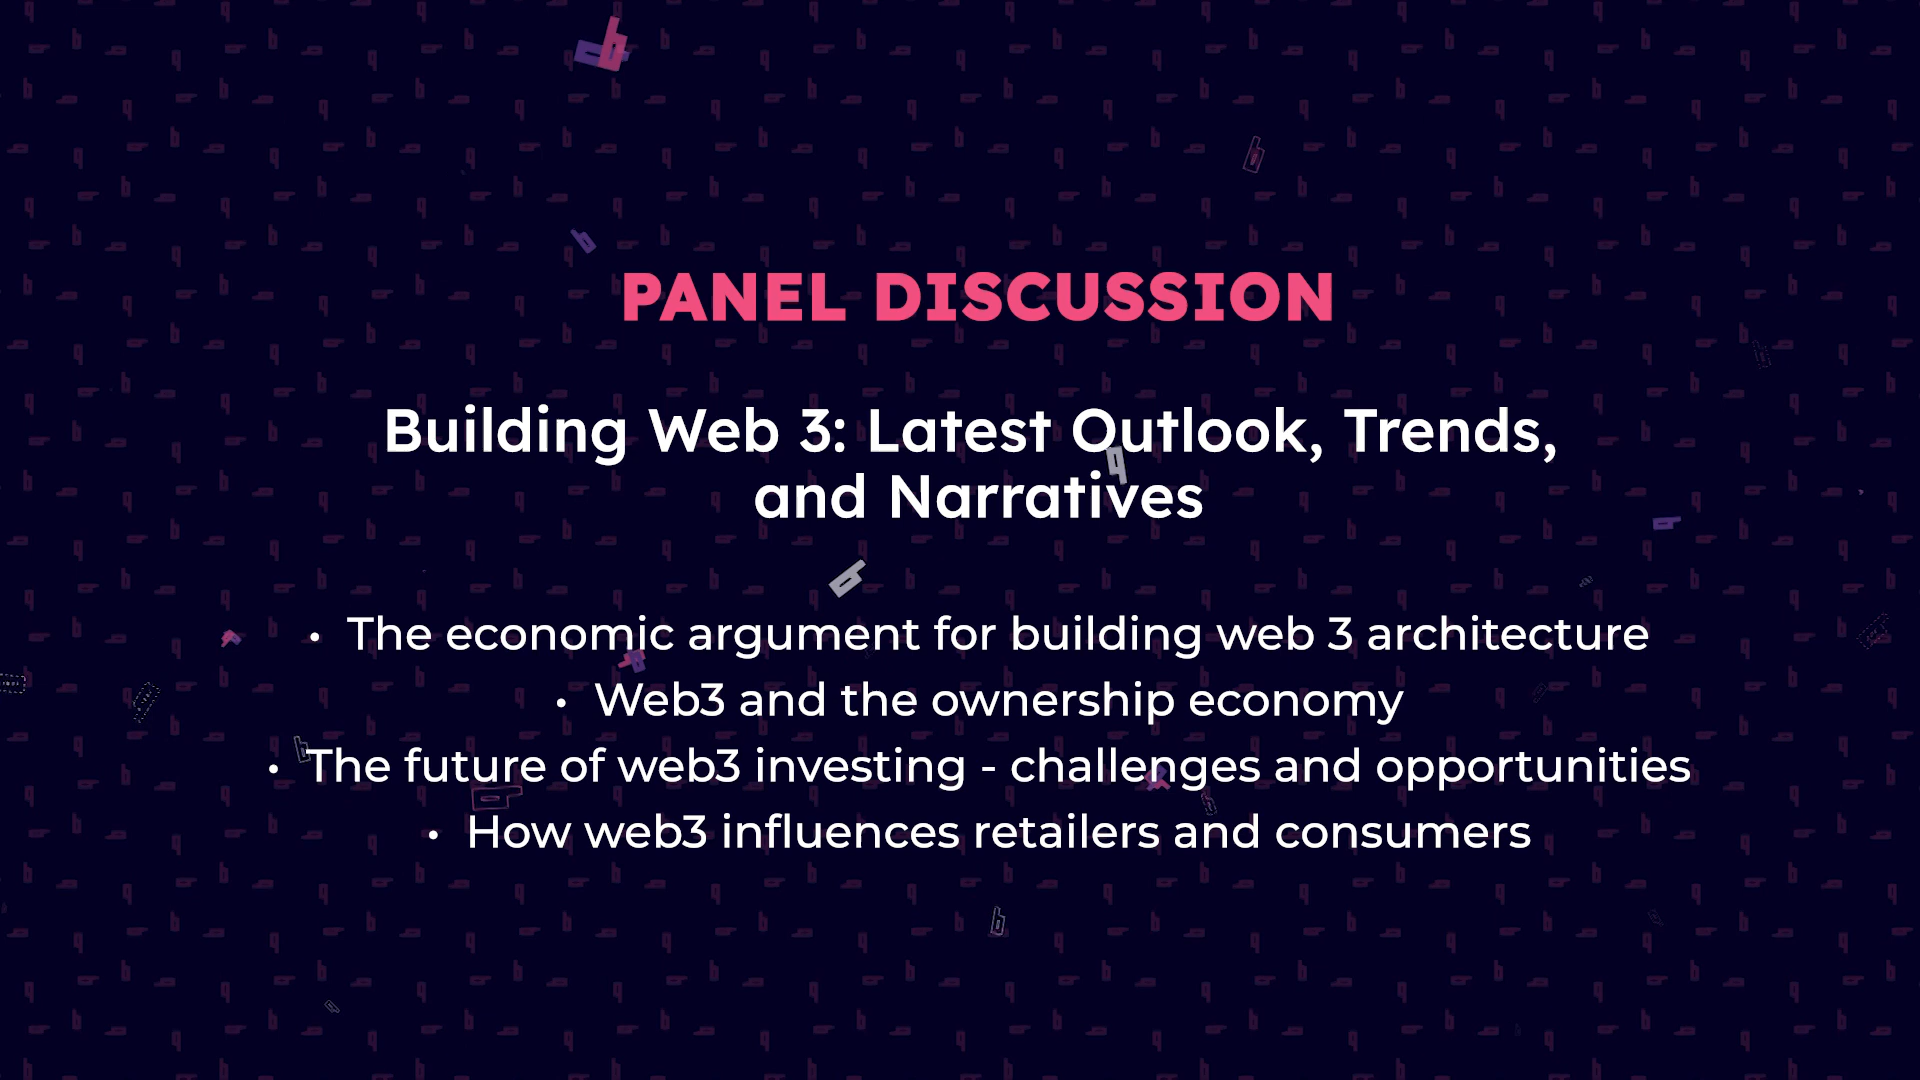 PANEL DISCUSSION
Building Web 3: Latest Outlook, Trends,
and Narratives
• The economic argument for building web 3 architecture
• Web3 and the ownership economy
• The future of web3 investing - challenges and opportunities
• How web3 influences retailers and consumers